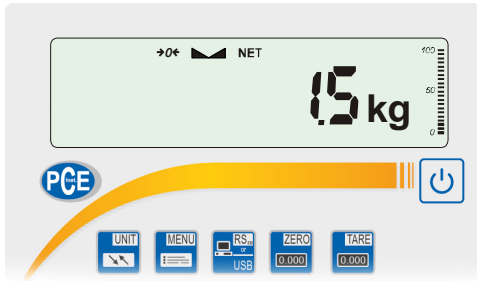 →0← NET 100
1.5 kg 50
0
PCE
Inst.
UNIT MENU RS232 ZERO TARE
or
USB 0.000 0.000